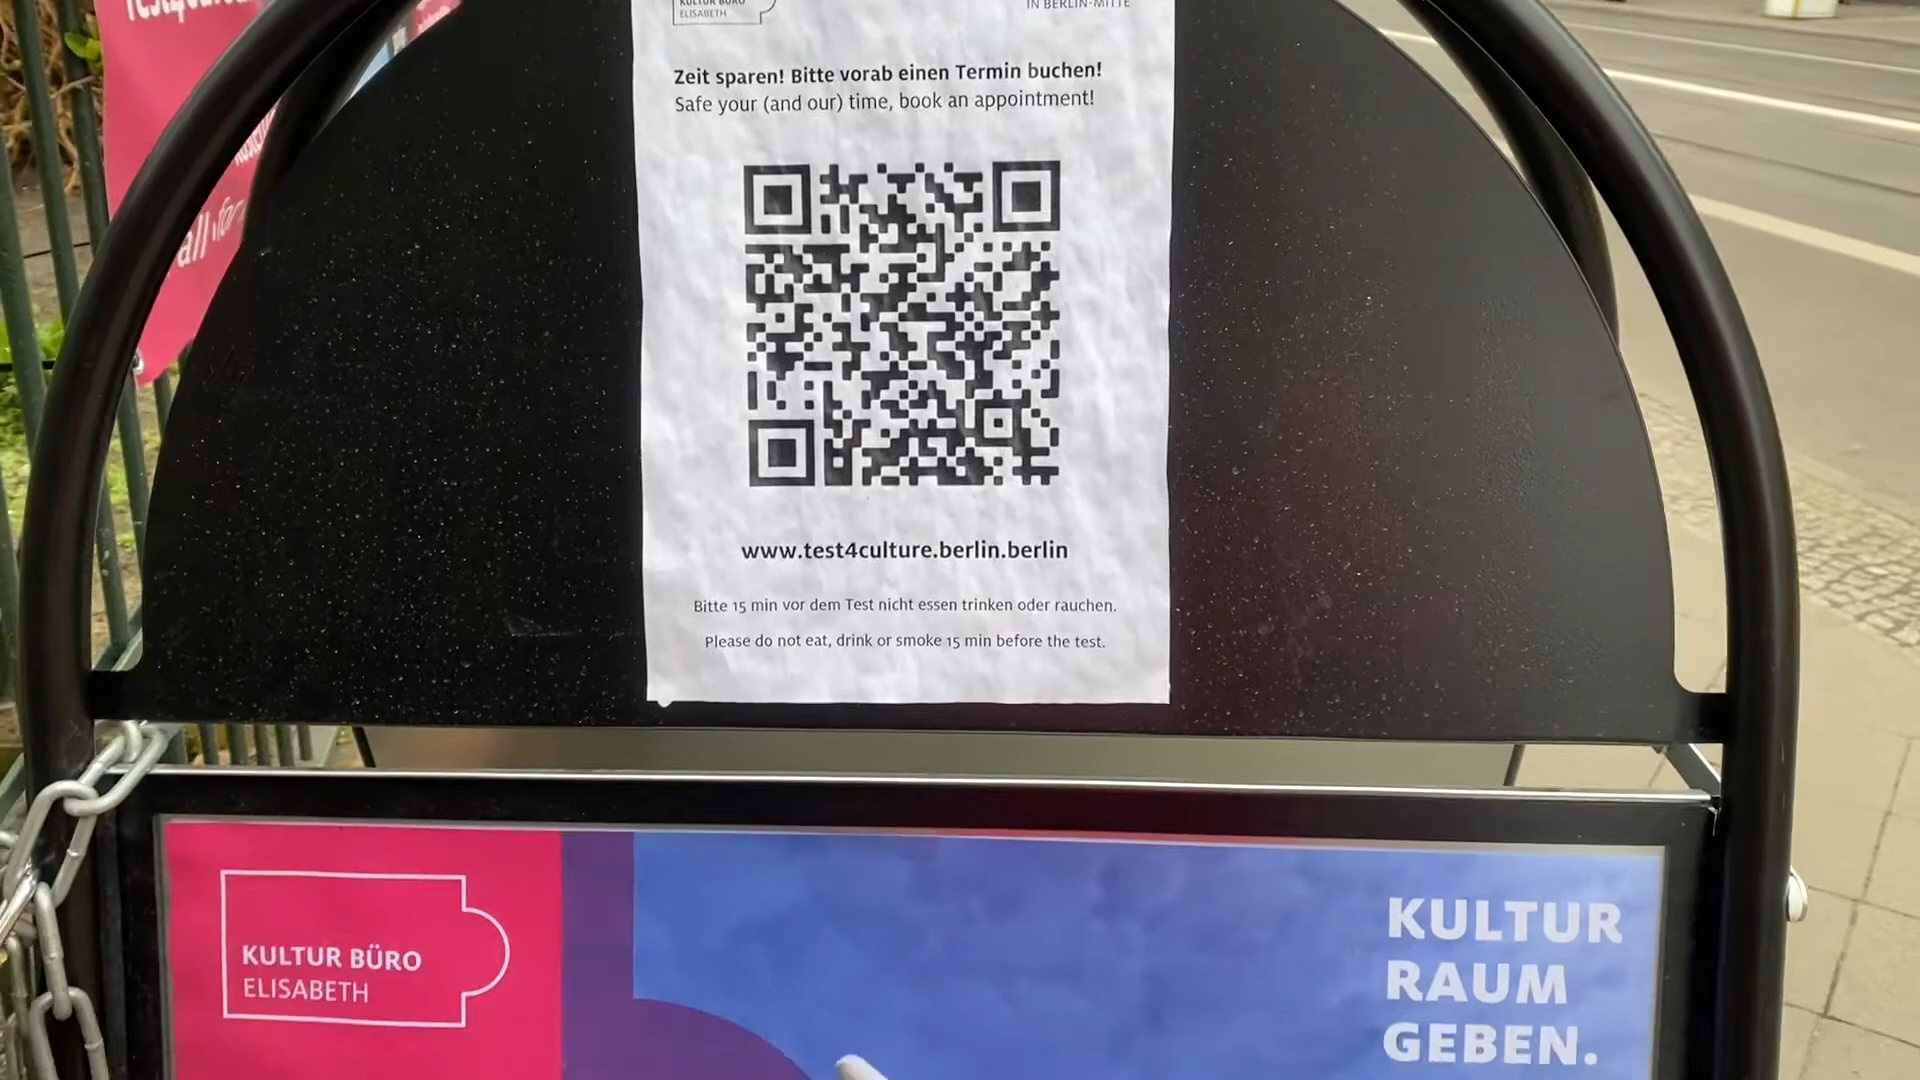 KULTUR BÜRO
ELISABETH
IN BERLIN-MITTE
Zeit sparen! Bitte vorab einen Termin buchen!
Safe your (and our) time, book an appointment!
www.test4culture.berlin.berlin
Bitte 15 min vor dem Test nicht essen trinken oder rauchen.
Please do not eat, drink or smoke 15 min before the test.
all for
KULTUR BÜRO
ELISABETH
KULTUR
RAUM
GEBEN.